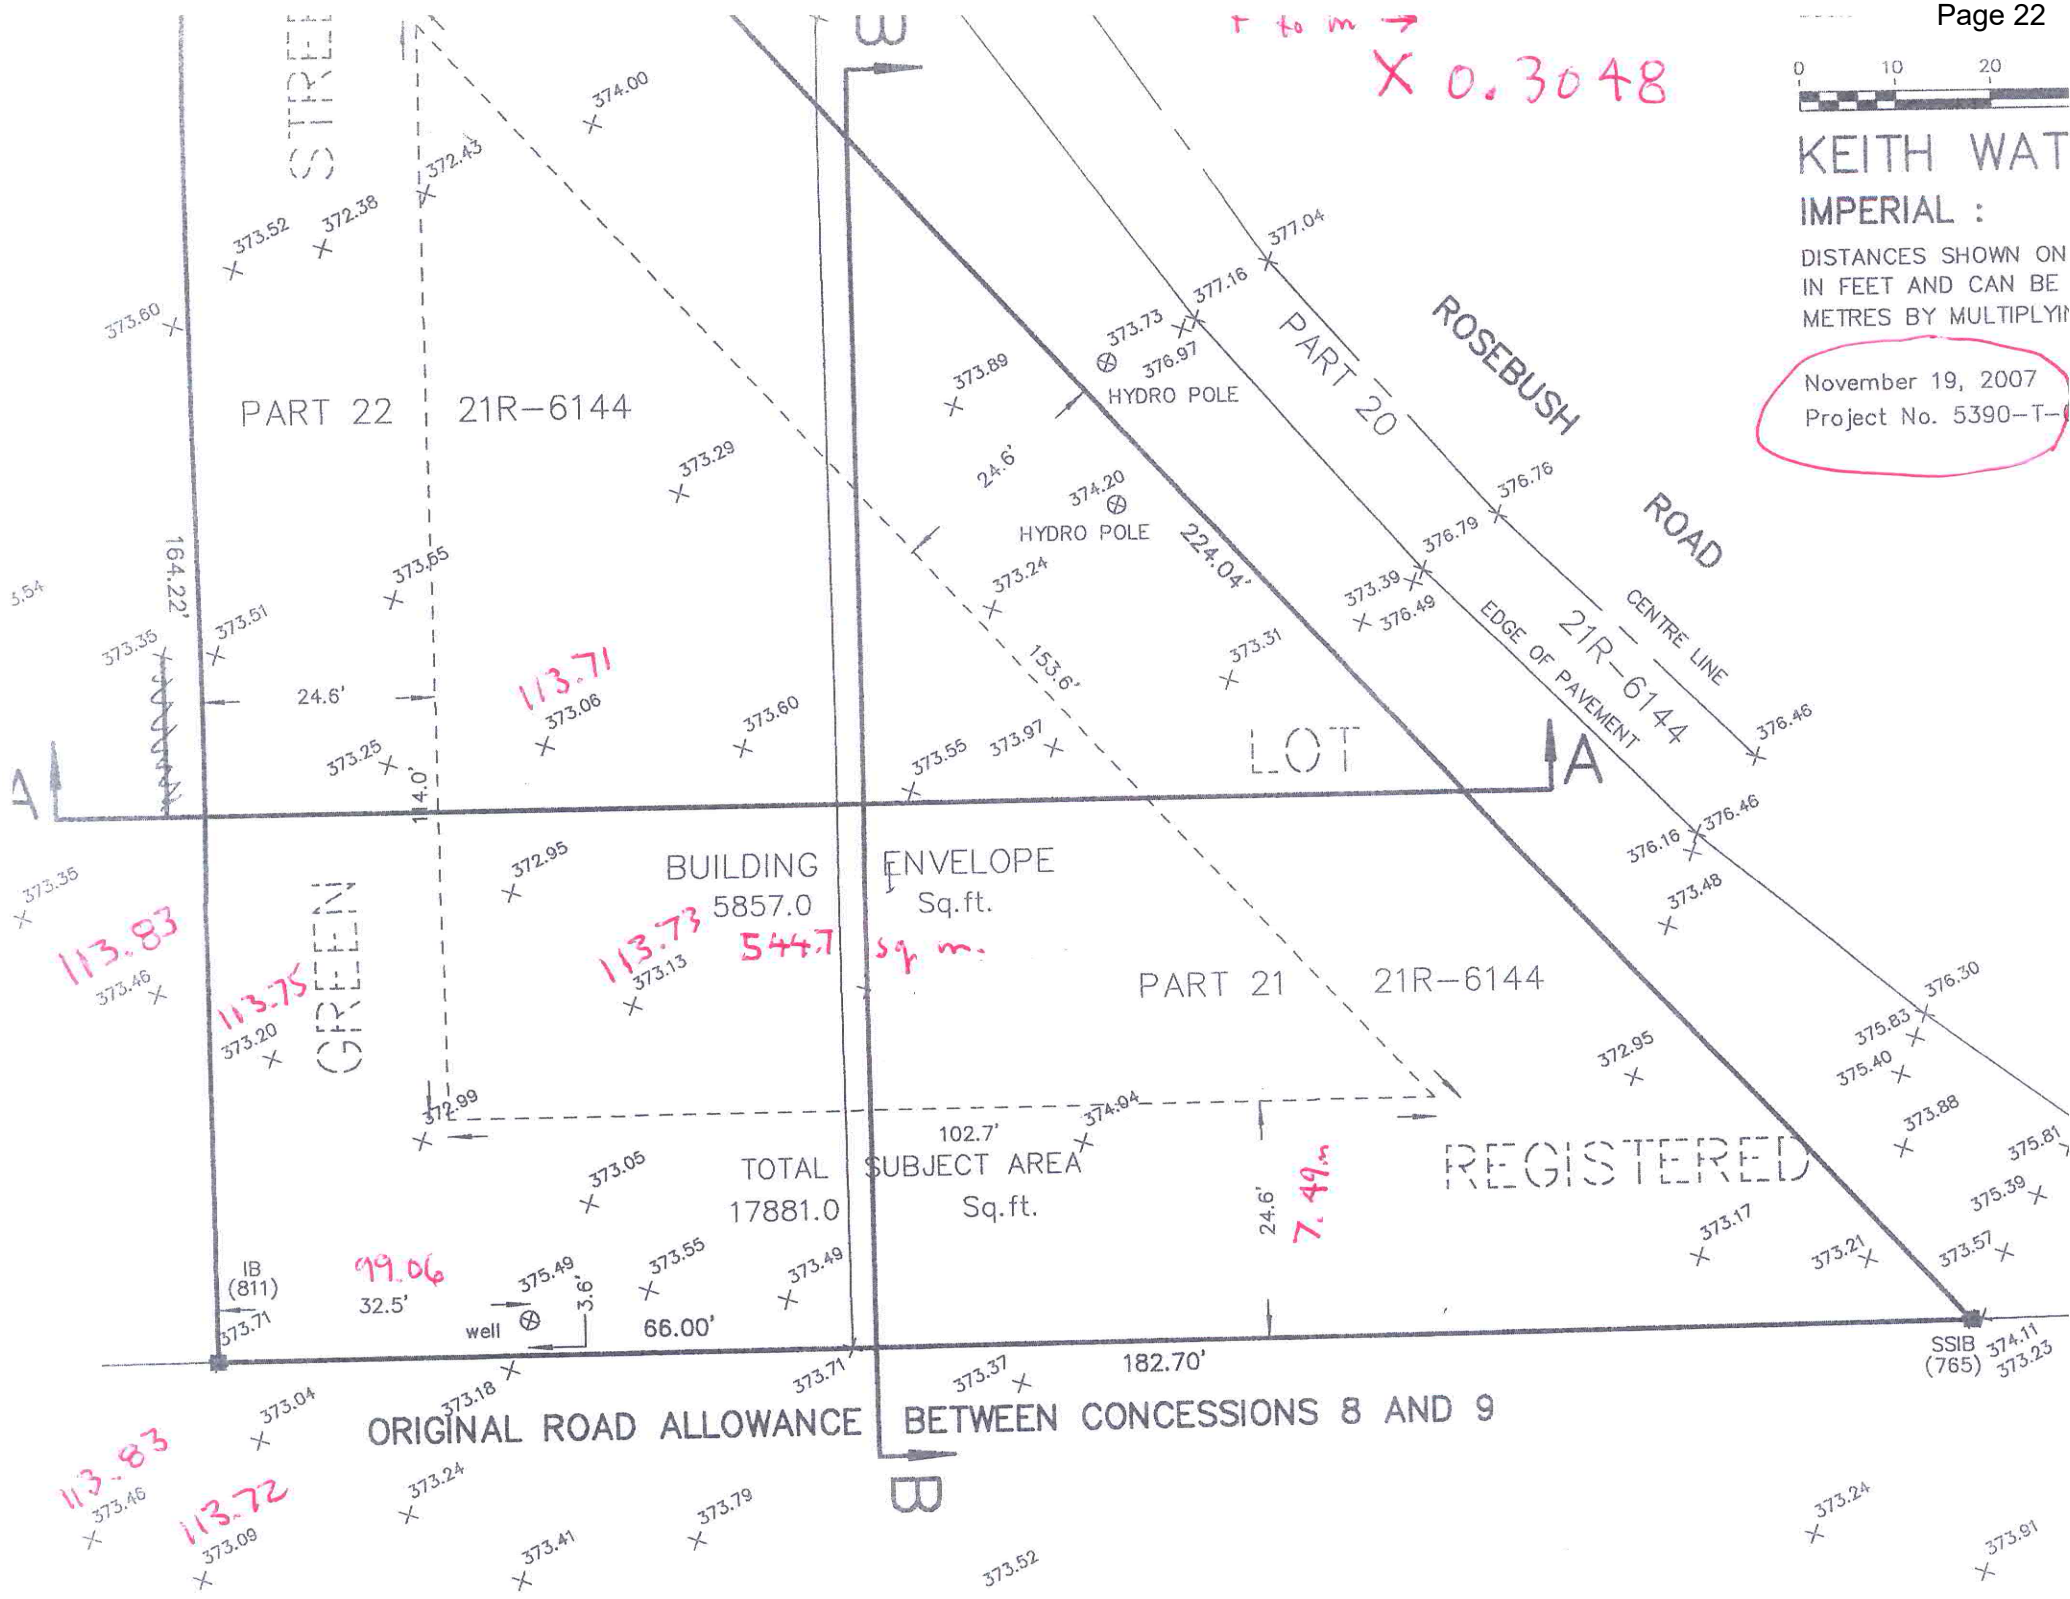 Page 22
F to m →
X 0.3048
0 10 20
KEITH WAT
IMPERIAL :
DISTANCES SHOWN ON
IN FEET AND CAN BE
METRES BY MULTIPLYIN
November 19, 2007
Project No. 5390-T-
STREE
B
374.00
372.43
372.38
373.52
373.60
377.04
377.16
373.73
376.97
HYDRO POLE
373.89
PART 20
ROSEBUSH
ROAD
PART 22 21R-6144
373.29
24.6'
374.20
HYDRO POLE
224.04'
376.76
376.79
373.39
376.49
164.22'
373.55
373.24
3.54
373.51
373.35
373.31
153.6'
EDGE OF PAVEMENT
21R-6144
CENTRE LINE
24.6'
113.71
373.06
373.60
373.25
373.55
373.97
LOT
376.46
A
A
114.0'
376.46
376.16
BUILDING ENVELOPE
5857.0 Sq.ft.
544.7 sq m.
372.95
373.35
373.48
113.83
373.46
113.75
373.20
GREEN
113.73
373.13
PART 21 21R-6144
376.30
375.83
375.40
372.95
372.99
374.04
102.7'
373.88
375.81
TOTAL SUBJECT AREA
17881.0 Sq.ft.
373.05
24.6'
7.49m
REGISTERED
375.39
373.17
373.21
373.57
IB
(811)
99.06
32.5'
375.49
373.55
373.49
3.6'
well
66.00'
373.71
373.71
182.70'
SSIB
(765)
374.11
373.23
373.04
373.18
373.37
ORIGINAL ROAD ALLOWANCE BETWEEN CONCESSIONS 8 AND 9
113.83
373.46
113.72
373.09
373.24
373.41
373.79
B
373.52
373.24
373.91